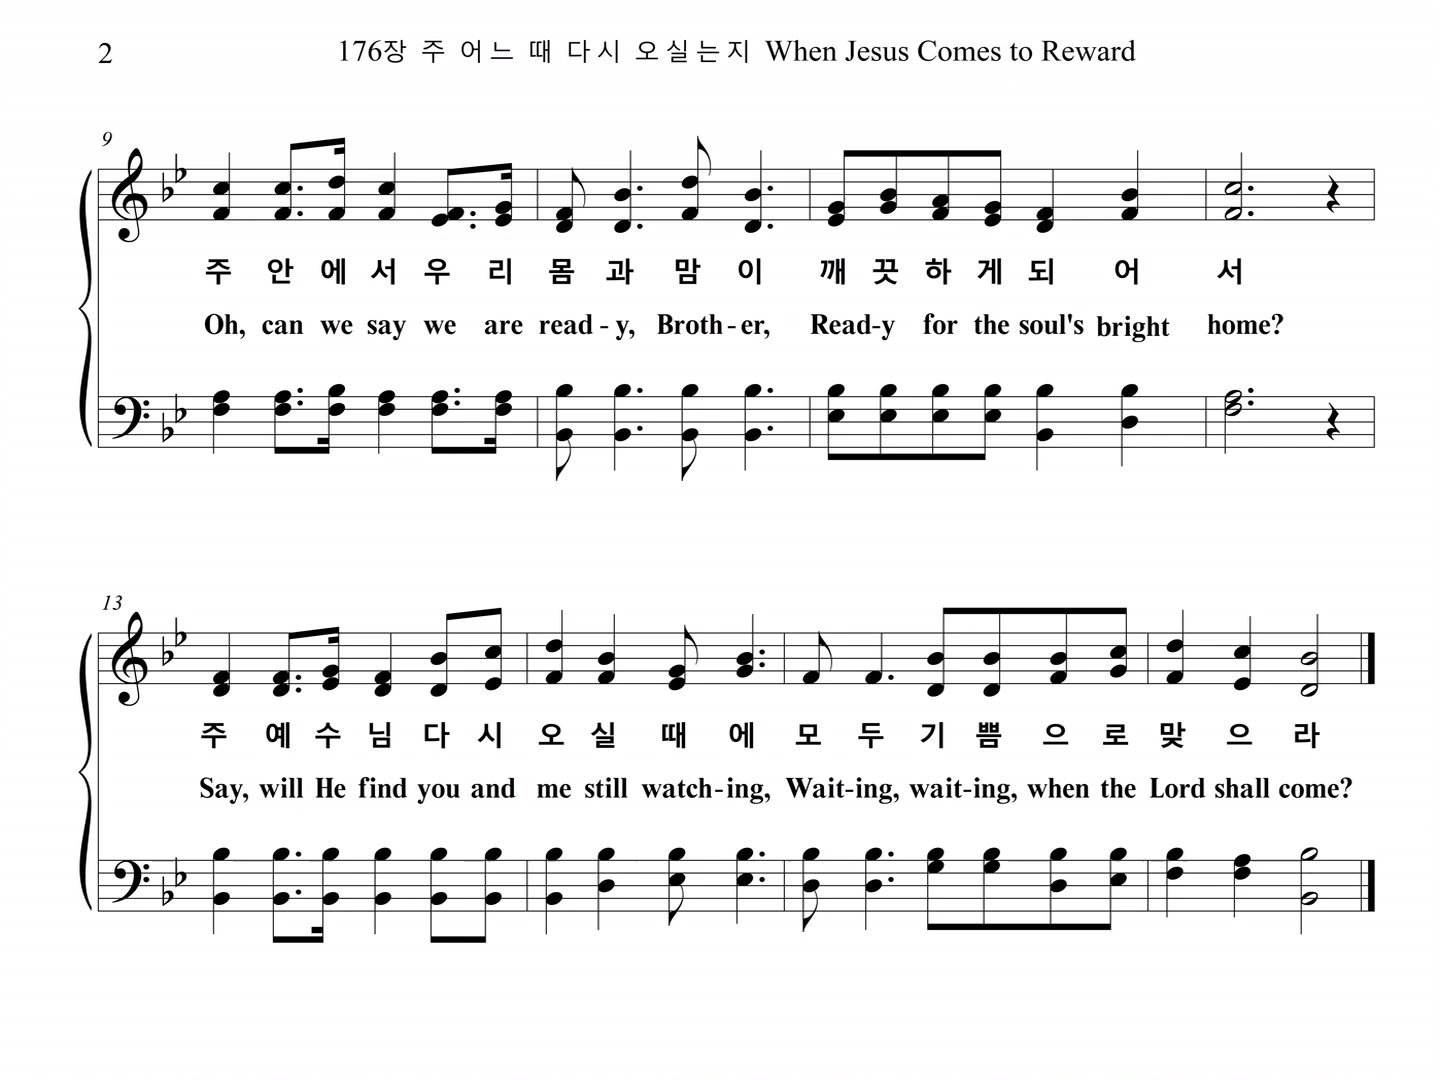 2
176장 주 어느 때 다시 오실는지 When Jesus Comes to Reward
9
주 안 에 서 우 리 몸 과 맘 이 깨 끗 하 게 되 어 서
Oh, can we say we are read - y, Broth - er, Read-y for the soul's bright home?
13
주 예 수 님 다 시 오 실 때 에 모 두 기 쁨 으 로 맞 으 라
Say, will He find you and me still watch-ing, Wait-ing, wait-ing, when the Lord shall come?